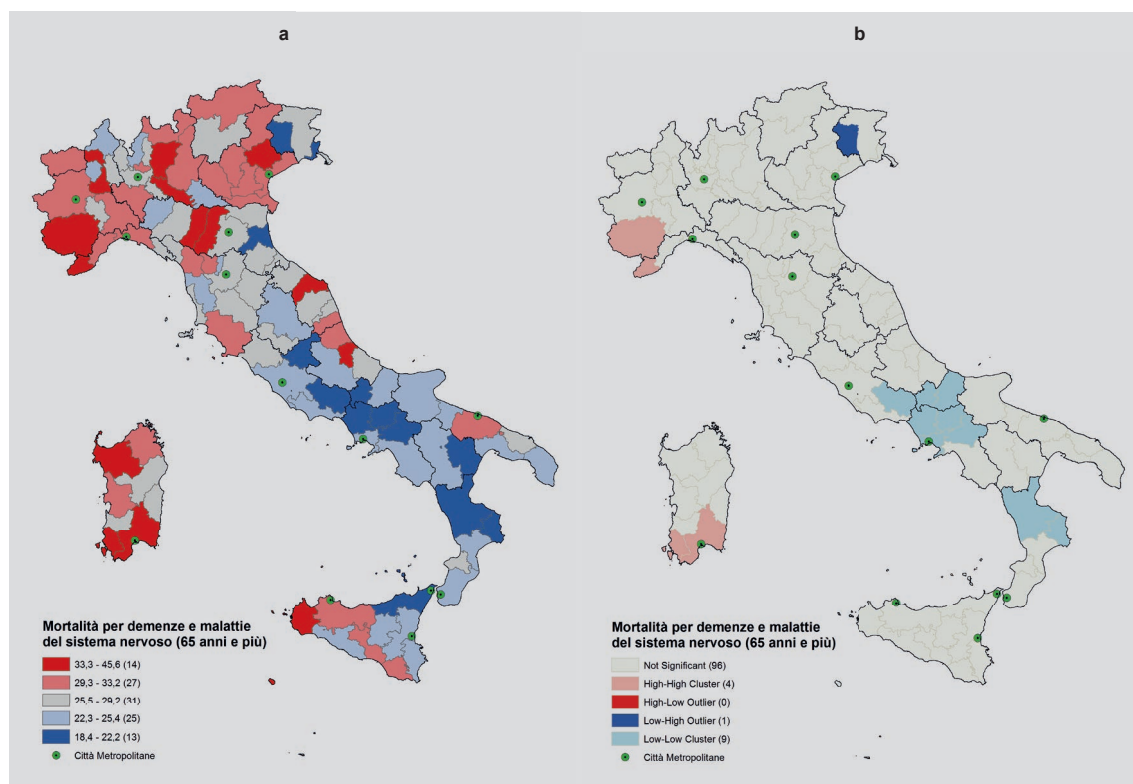 a
Mortalità per demenze e malattie
del sistema nervoso (65 anni e più)
33,3 - 45,6 (14)
29,3 - 33,2 (27)
25,5 - 29,2 (31)
22,3 - 25,4 (25)
18,4 - 22,2 (13)
Città Metropolitane
b
Mortalità per demenze e malattie
del sistema nervoso (65 anni e più)
Not Significant (96)
High-High Cluster (4)
High-Low Outlier (0)
Low-High Outlier (1)
Low-Low Cluster (9)
Città Metropolitane